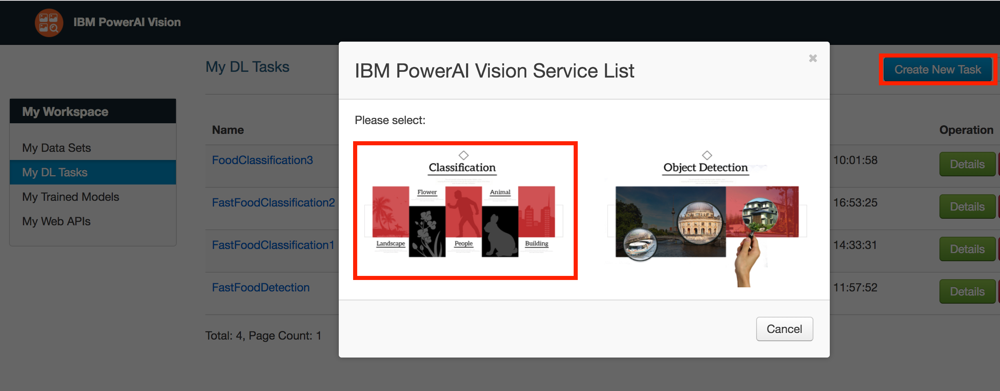 IBM PowerAI Vision
My DL Tasks
Create New Task
My Workspace
My Data Sets
My DL Tasks
My Trained Models
My Web APIs
Name
Operation
FoodClassification3
10:01:58
Details
FastFoodClassification2
16:53:25
Details
FastFoodClassification1
14:33:31
Details
FastFoodDetection
11:57:52
Details
Total: 4, Page Count: 1
IBM PowerAI Vision Service List
Please select:
Classification
Flower
Animal
Landscape
People
Building
Object Detection
Cancel